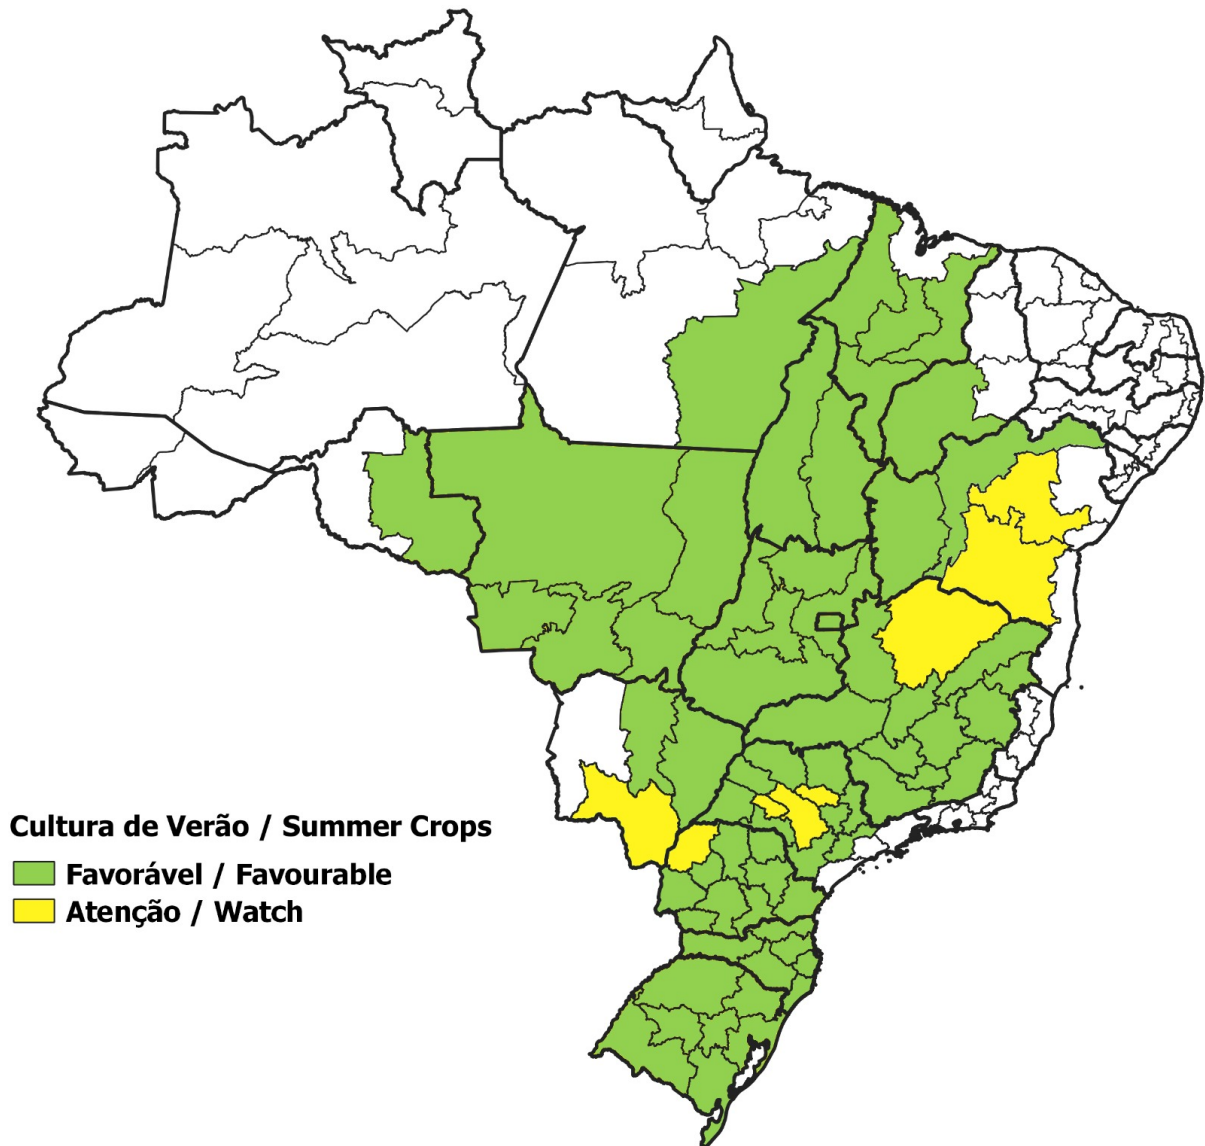 Cultura de Verão / Summer Crops
Favorável / Favourable
Atenção / Watch